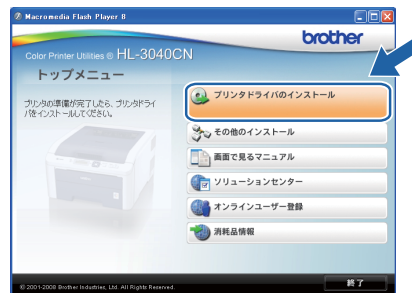 Macromedia Flash Player 8
brother
Color Printer Utilities ® HL-3040CN
トップメニュー
プリンタの準備が完了したら、プリンタドライ
バをインストールしてください。
プリンタドライバのインストール
その他のインストール
画面で見るマニュアル
ソリューションセンター
オンラインユーザー登録
消耗品情報
© 2001-2008 Brother Industries, Ltd. All Rights Reserved.
終了